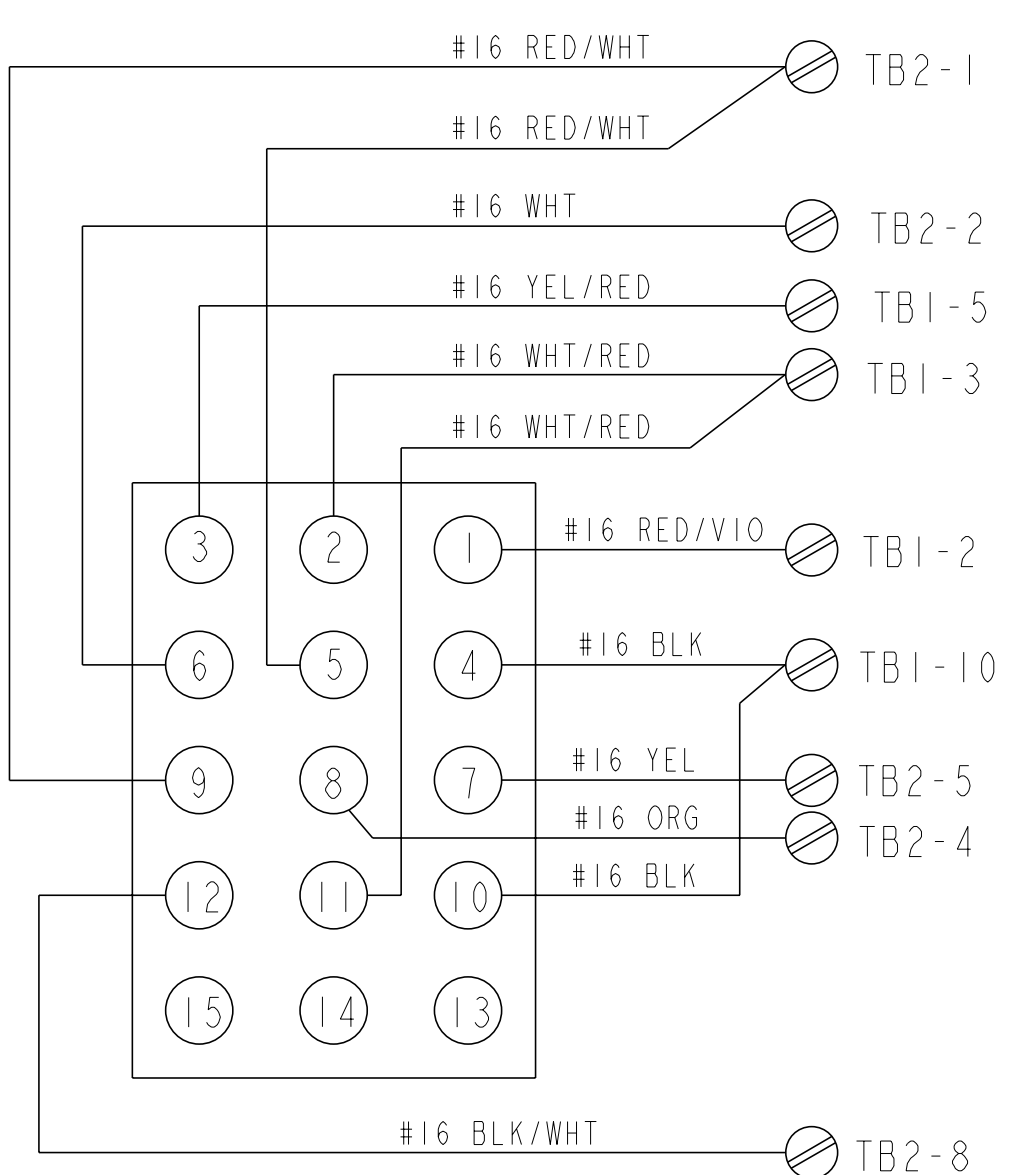 #16 RED/WHT
TB2-1
#16 RED/WHT
#16 WHT
TB2-2
#16 YEL/RED
TB1-5
#16 WHT/RED
TB1-3
#16 WHT/RED
3 2 1
#16 RED/VIO
TB1-2
6 5 4
#16 BLK
TB1-10
9 8 7
#16 YEL
TB2-5
#16 ORG
TB2-4
12 11 10
#16 BLK
15 14 13
#16 BLK/WHT
TB2-8